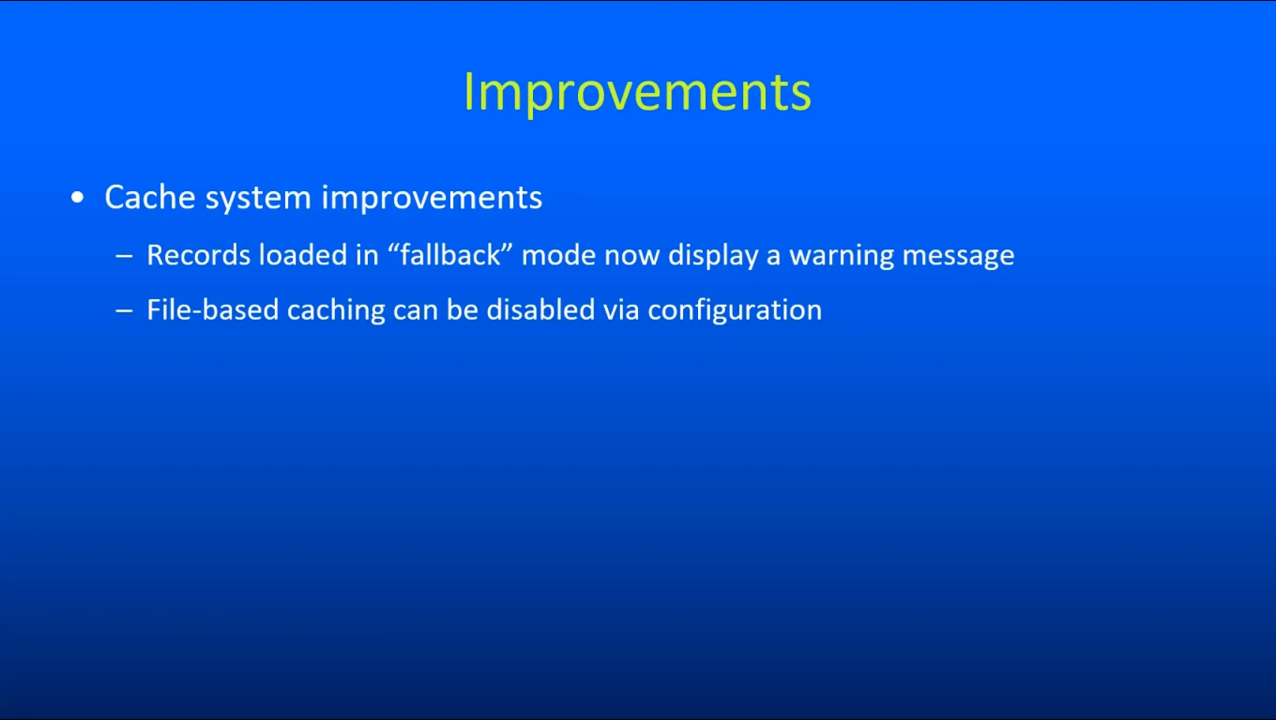 Improvements
• Cache system improvements
– Records loaded in “fallback” mode now display a warning message
– File-based caching can be disabled via configuration